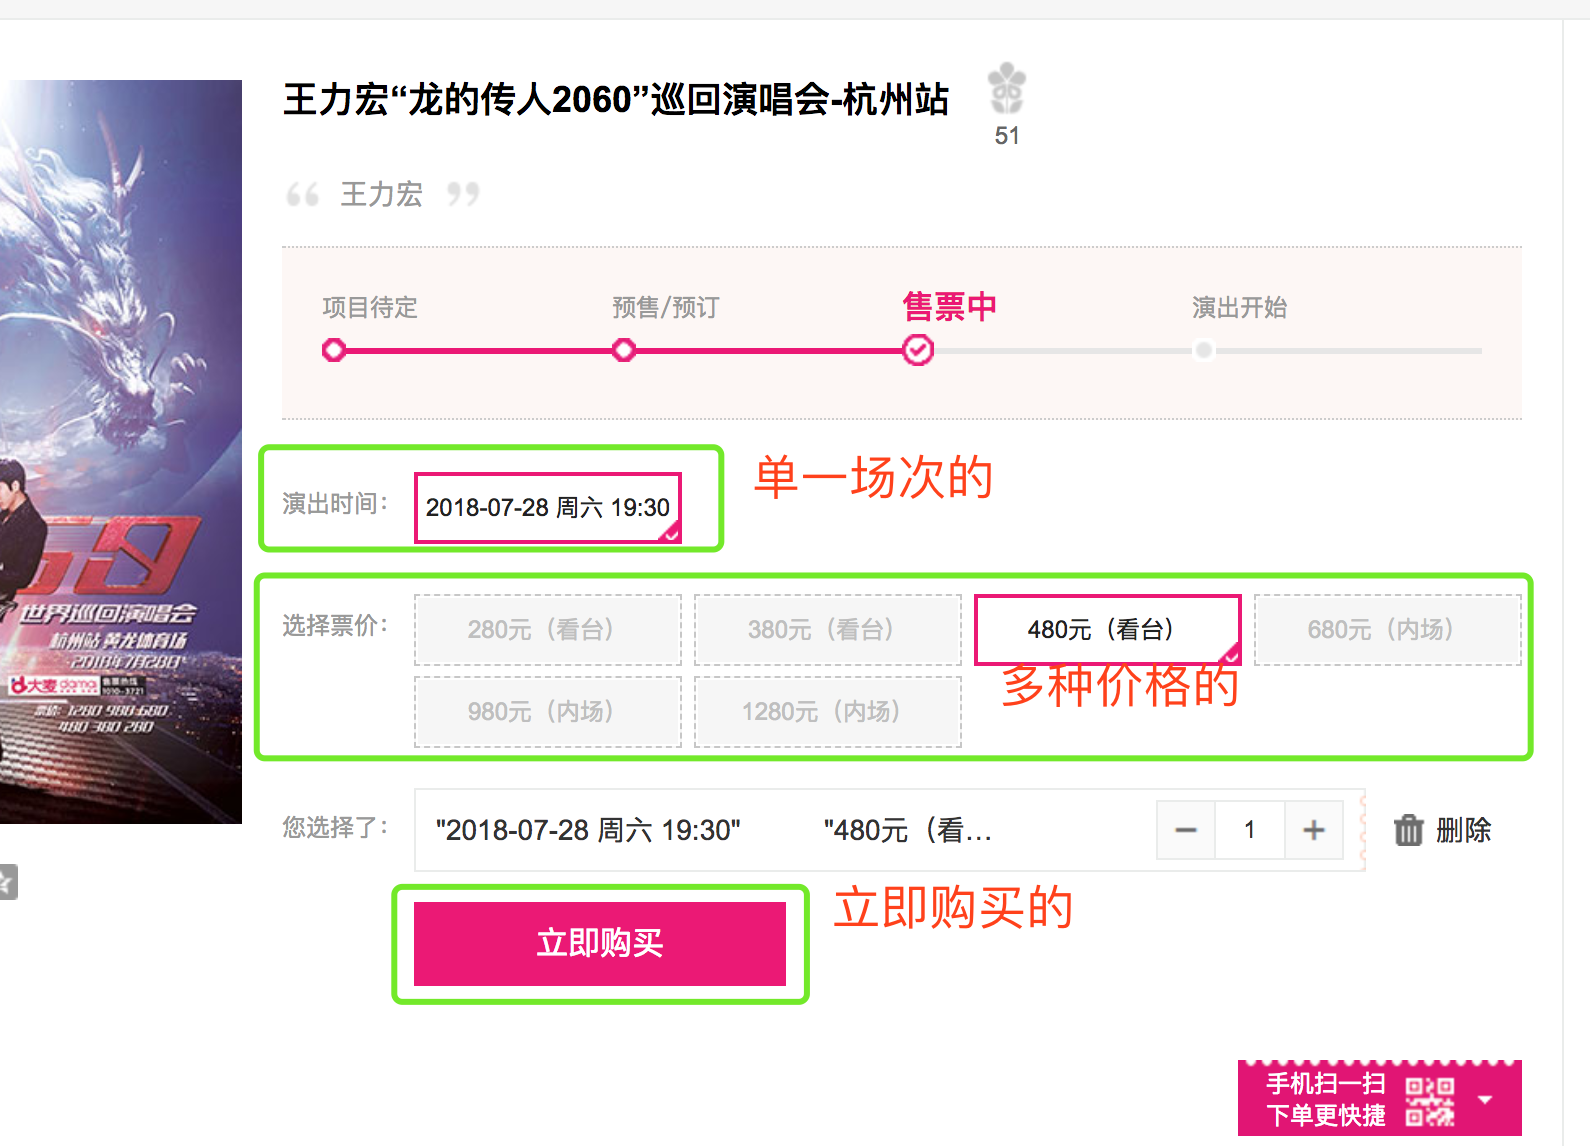 王力宏“龙的传人2060”巡回演唱会-杭州站
51
“ 王力宏 ”
项目待定 预售/预订 售票中 演出开始
演出时间： 2018-07-28 周六 19:30 单一场次的
选择票价： 280元（看台） 380元（看台） 480元（看台） 680元（内场）
多种价格的
980元（内场） 1280元（内场）
您选择了： "2018-07-28 周六 19:30" "480元（看... − 1 + 删除
立即购买 立即购买的
手机扫一扫
下单更快捷
世界巡回演唱会
杭州站 黄龙体育场
2018年7月28日
大麦 damai 售票热线 1010-3721
票价: 1280 980 680
480 380 280